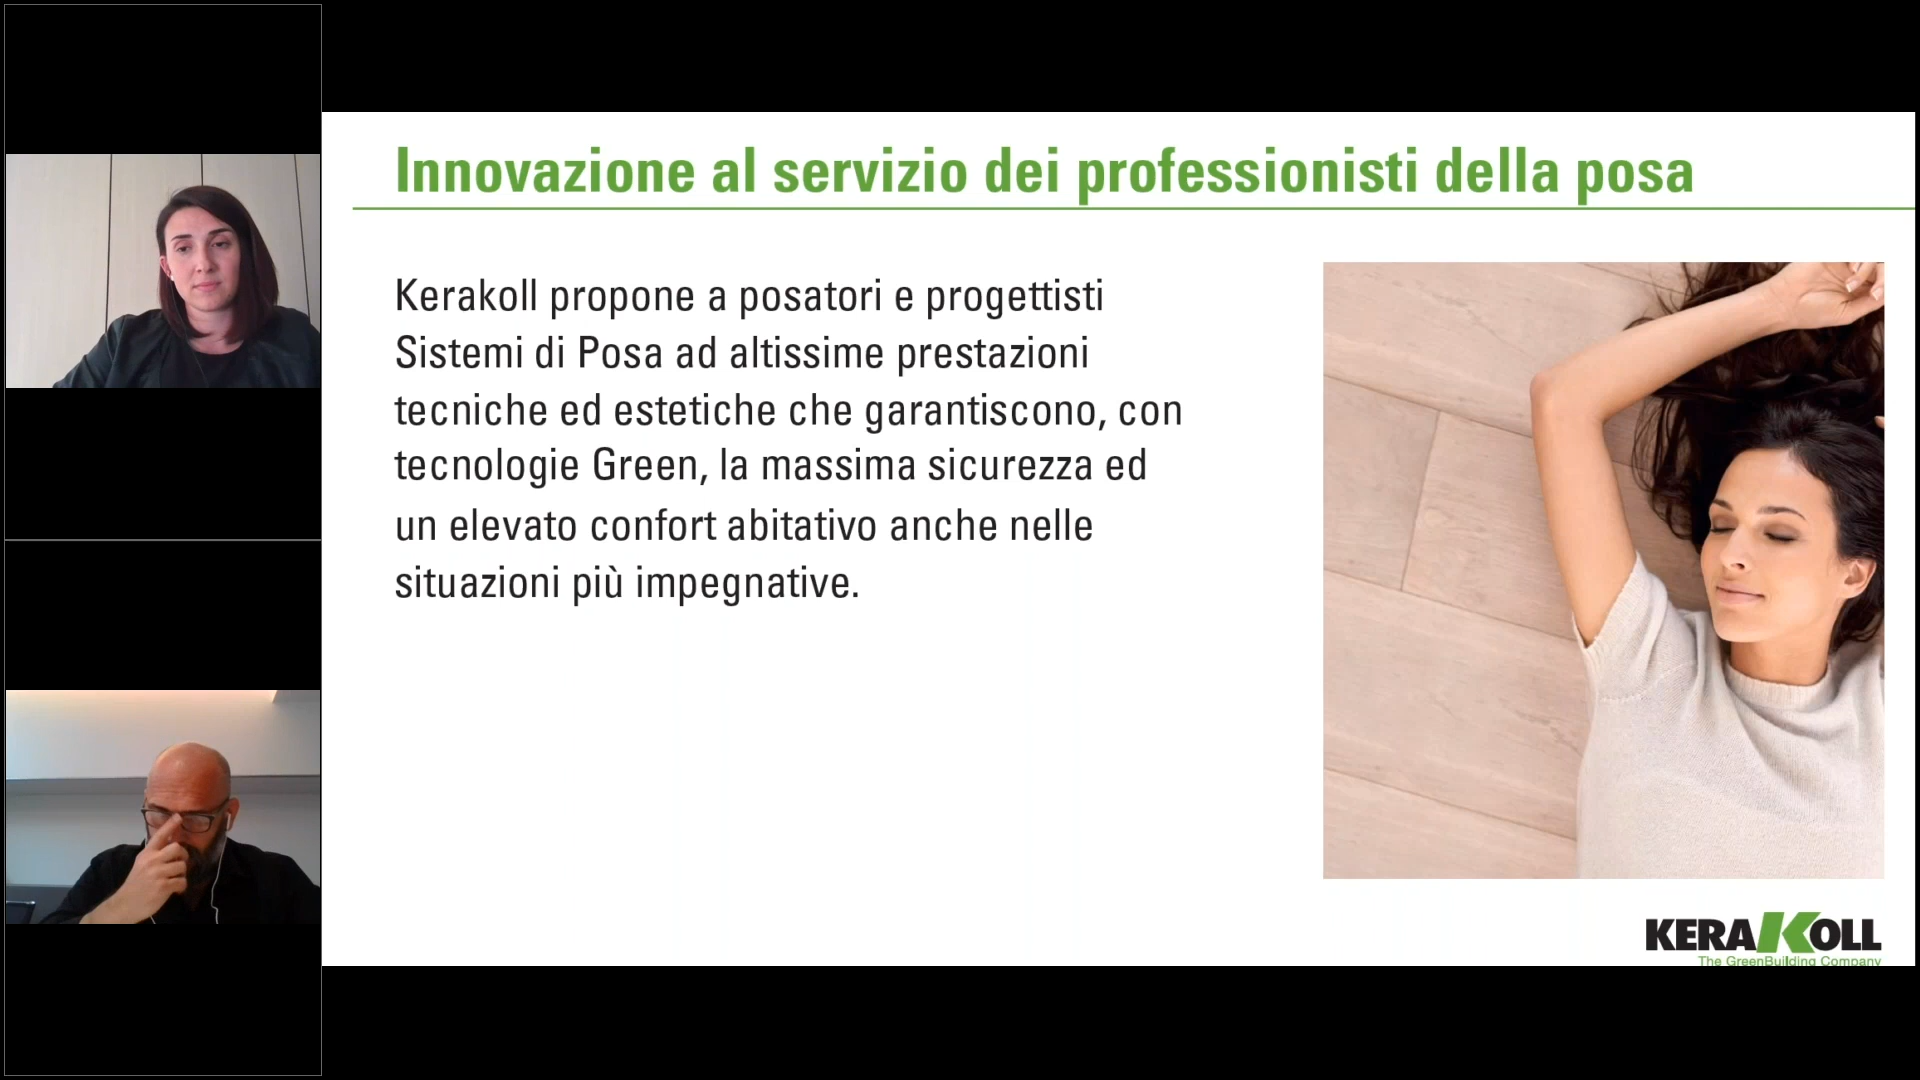 Innovazione al servizio dei professionisti della posa
Kerakoll propone a posatori e progettisti
Sistemi di Posa ad altissime prestazioni
tecniche ed estetiche che garantiscono, con
tecnologie Green, la massima sicurezza ed
un elevato confort abitativo anche nelle
situazioni più impegnative.
KERAKOLL
The GreenBuilding Company